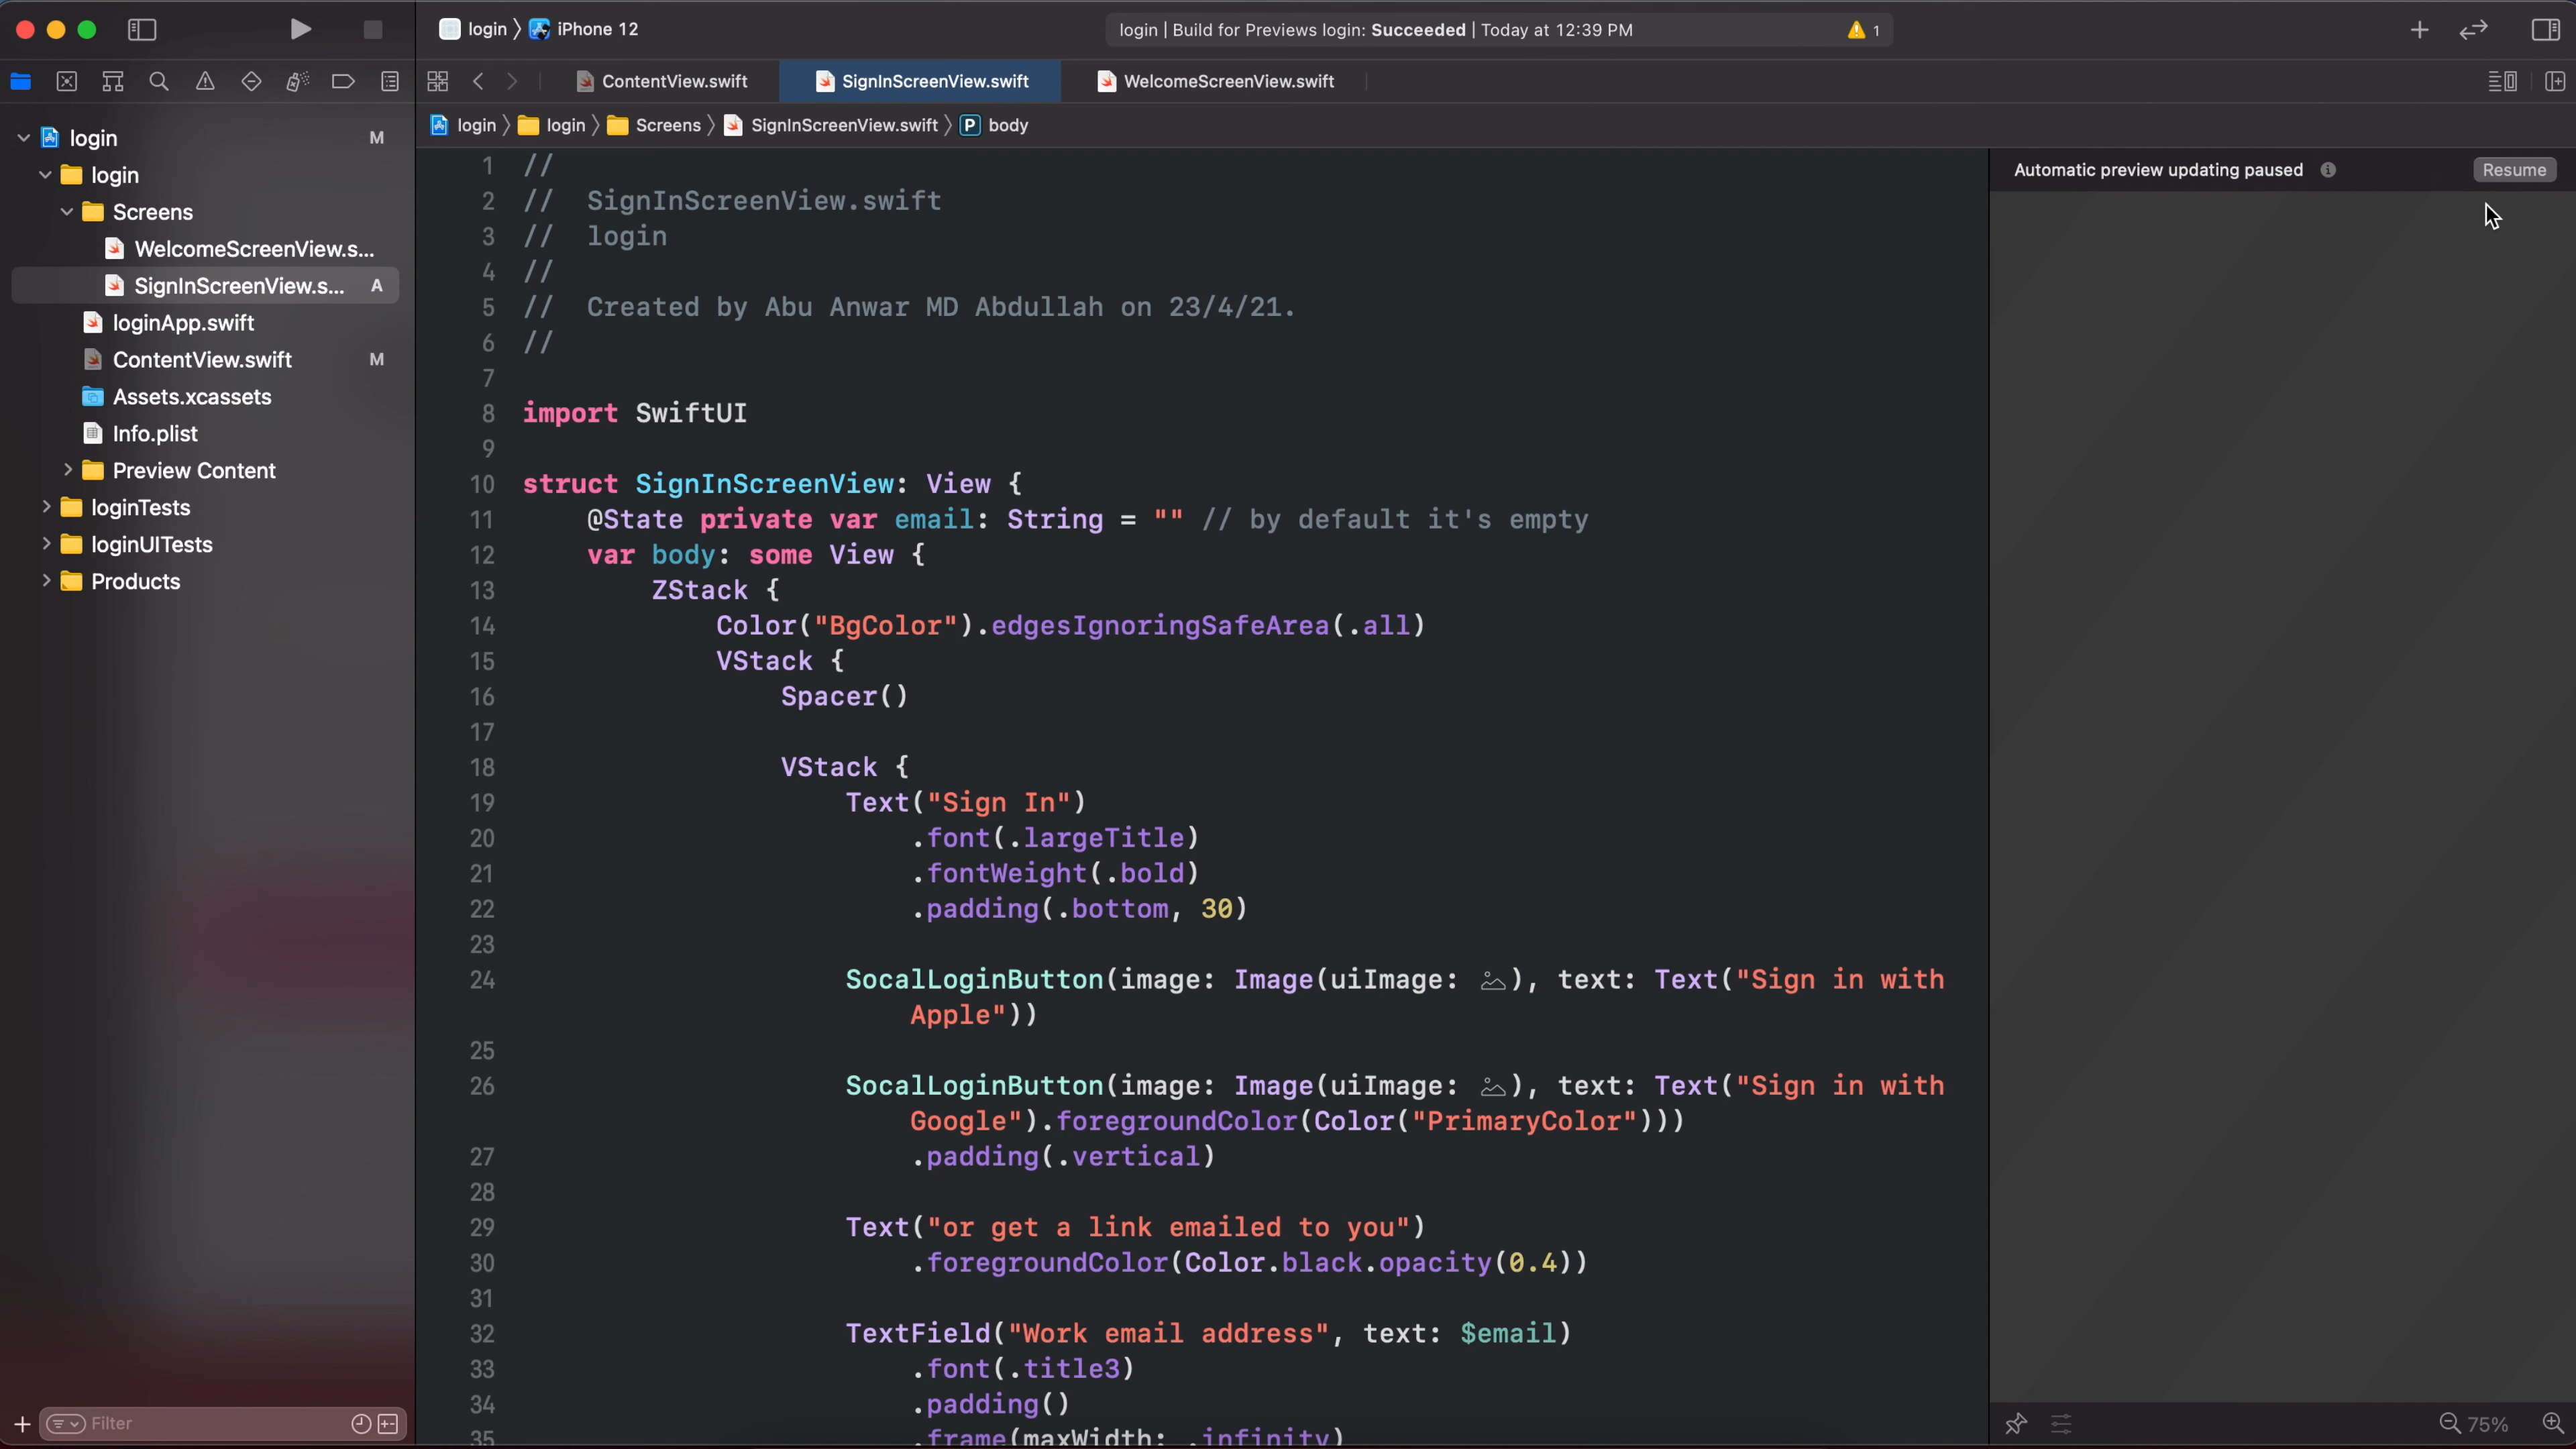 login
iPhone 12
login | Build for Previews login: Succeeded | Today at 12:39 PM
1
ContentView.swift
SignInScreenView.swift
WelcomeScreenView.swift
login
login
Screens
SignInScreenView.swift
P
body
login
M
login
Screens
WelcomeScreenView.s...
SignInScreenView.s...
A
loginApp.swift
ContentView.swift
M
Assets.xcassets
Info.plist
Preview Content
loginTests
loginUITests
Products
Filter
1 //
2 // SignInScreenView.swift
3 // login
4 //
5 // Created by Abu Anwar MD Abdullah on 23/4/21.
6 //
7
8 import SwiftUI
9
10 struct SignInScreenView: View {
11 @State private var email: String = "" // by default it's empty
12 var body: some View {
13 ZStack {
14 Color("BgColor").edgesIgnoringSafeArea(.all)
15 VStack {
16 Spacer()
17
18 VStack {
19 Text("Sign In")
20 .font(.largeTitle)
21 .fontWeight(.bold)
22 .padding(.bottom, 30)
23
24 SocalLoginButton(image: Image(uiImage: ), text: Text("Sign in with
Apple"))
25
26 SocalLoginButton(image: Image(uiImage: ), text: Text("Sign in with
Google").foregroundColor(Color("PrimaryColor")))
27 .padding(.vertical)
28
29 Text("or get a link emailed to you")
30 .foregroundColor(Color.black.opacity(0.4))
31
32 TextField("Work email address", text: $email)
33 .font(.title3)
34 .padding()
35 .frame(maxWidth: .infinity)
Automatic preview updating paused
Resume
75%